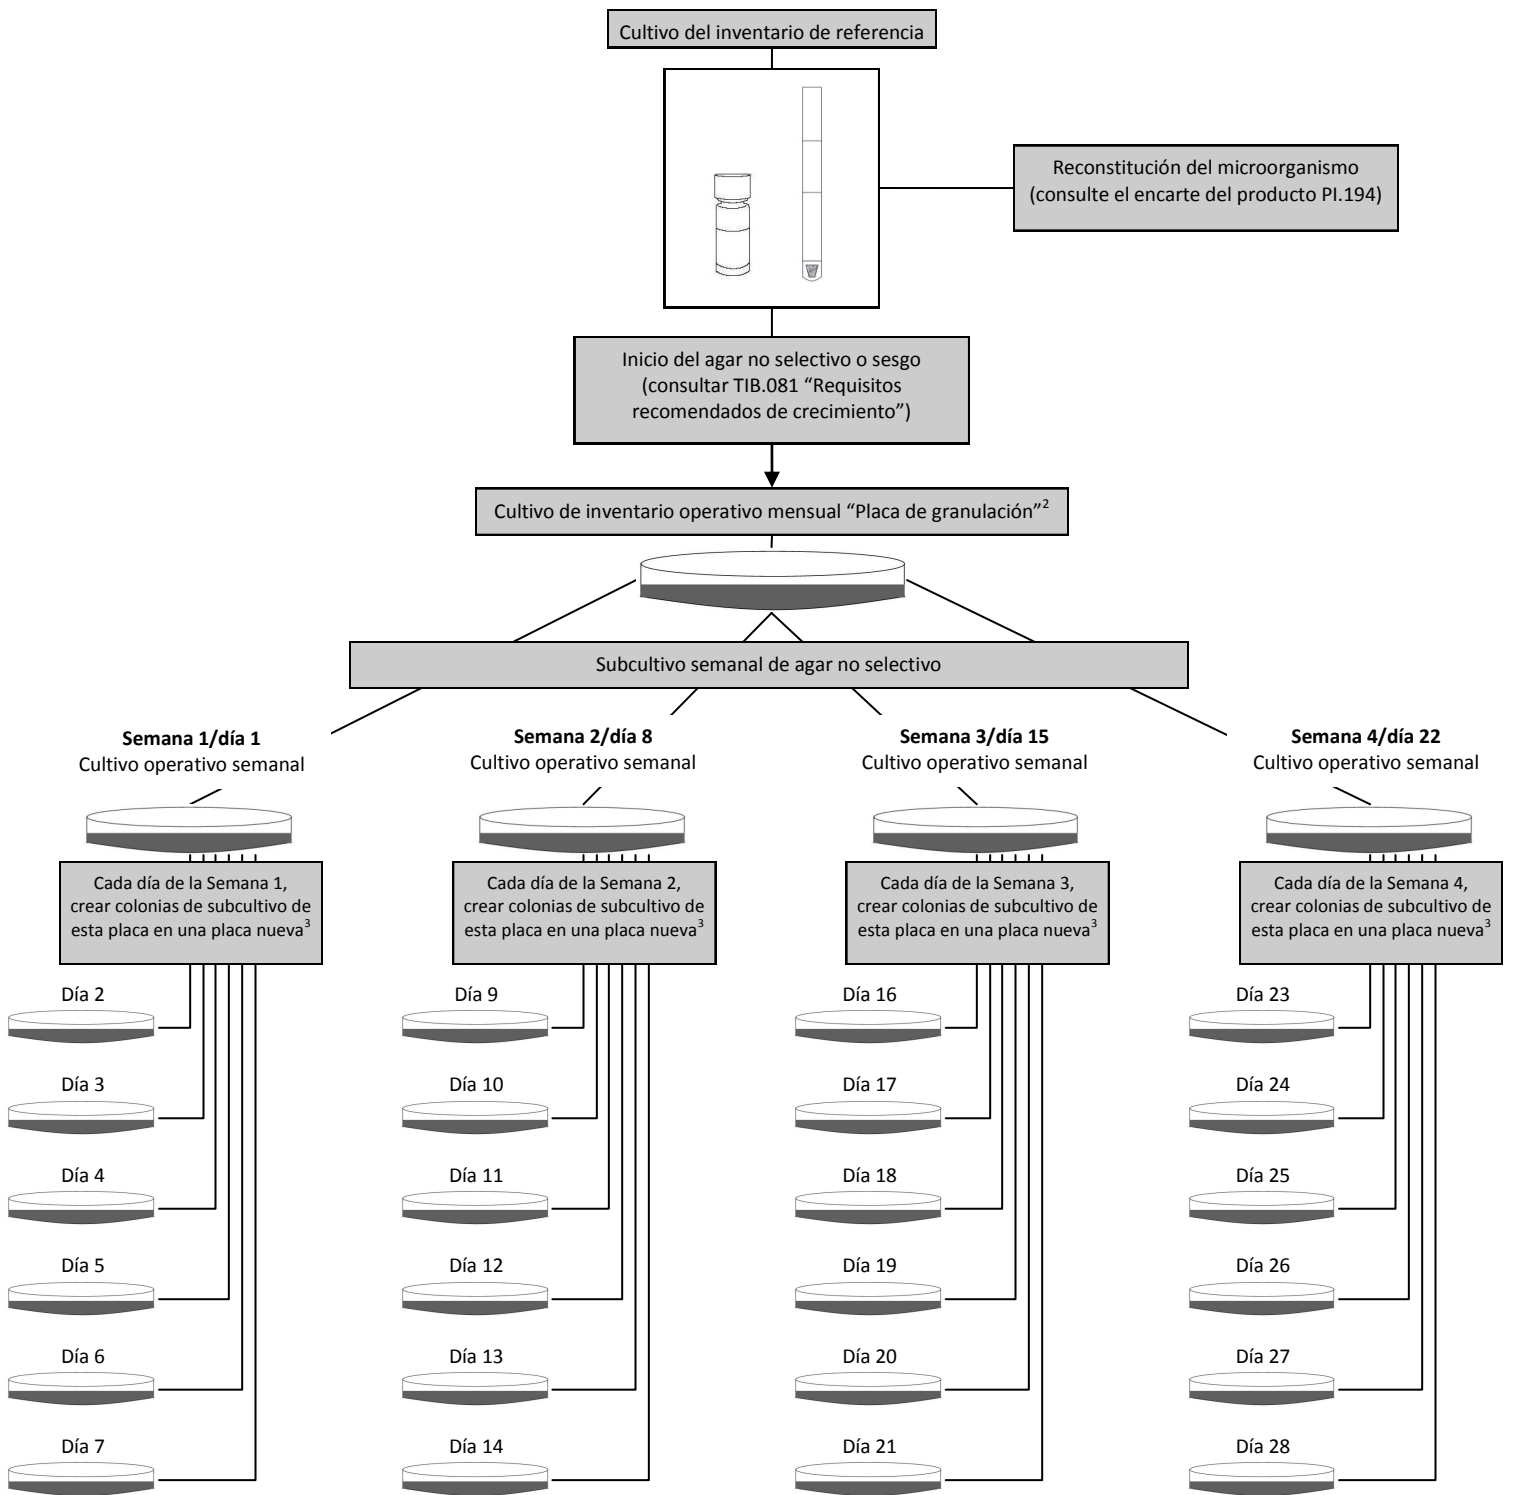 Cultivo del inventario de referencia
Reconstitución del microorganismo
(consulte el encarte del producto PI.194)
Inicio del agar no selectivo o sesgo
(consultar TIB.081 “Requisitos
recomendados de crecimiento”)
Cultivo de inventario operativo mensual “Placa de granulación”2
Subcultivo semanal de agar no selectivo
Semana 1/día 1
Cultivo operativo semanal
Semana 2/día 8
Cultivo operativo semanal
Semana 3/día 15
Cultivo operativo semanal
Semana 4/día 22
Cultivo operativo semanal
Cada día de la Semana 1,
crear colonias de subcultivo de
esta placa en una placa nueva3
Cada día de la Semana 2,
crear colonias de subcultivo de
esta placa en una placa nueva3
Cada día de la Semana 3,
crear colonias de subcultivo de
esta placa en una placa nueva3
Cada día de la Semana 4,
crear colonias de subcultivo de
esta placa en una placa nueva3
Día 2
Día 9
Día 16
Día 23
Día 3
Día 10
Día 17
Día 24
Día 4
Día 11
Día 18
Día 25
Día 5
Día 12
Día 19
Día 26
Día 6
Día 13
Día 20
Día 27
Día 7
Día 14
Día 21
Día 28